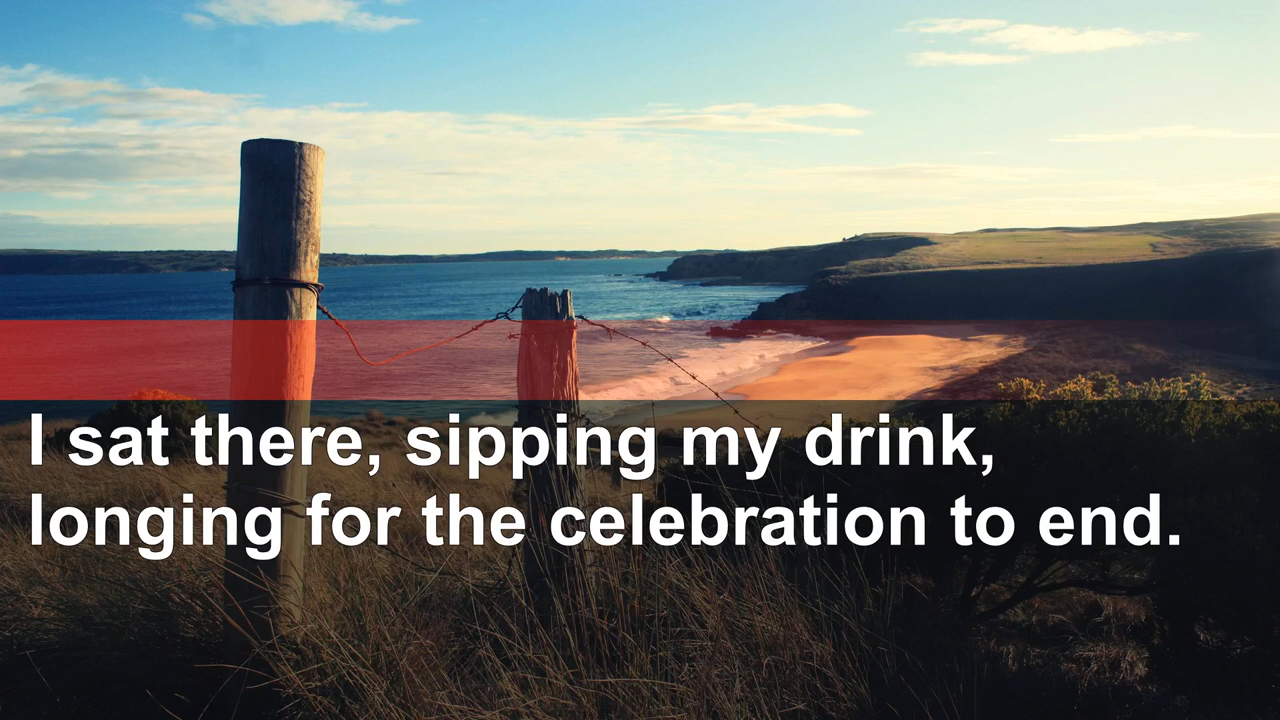 I sat there, sipping my drink,
longing for the celebration to end.